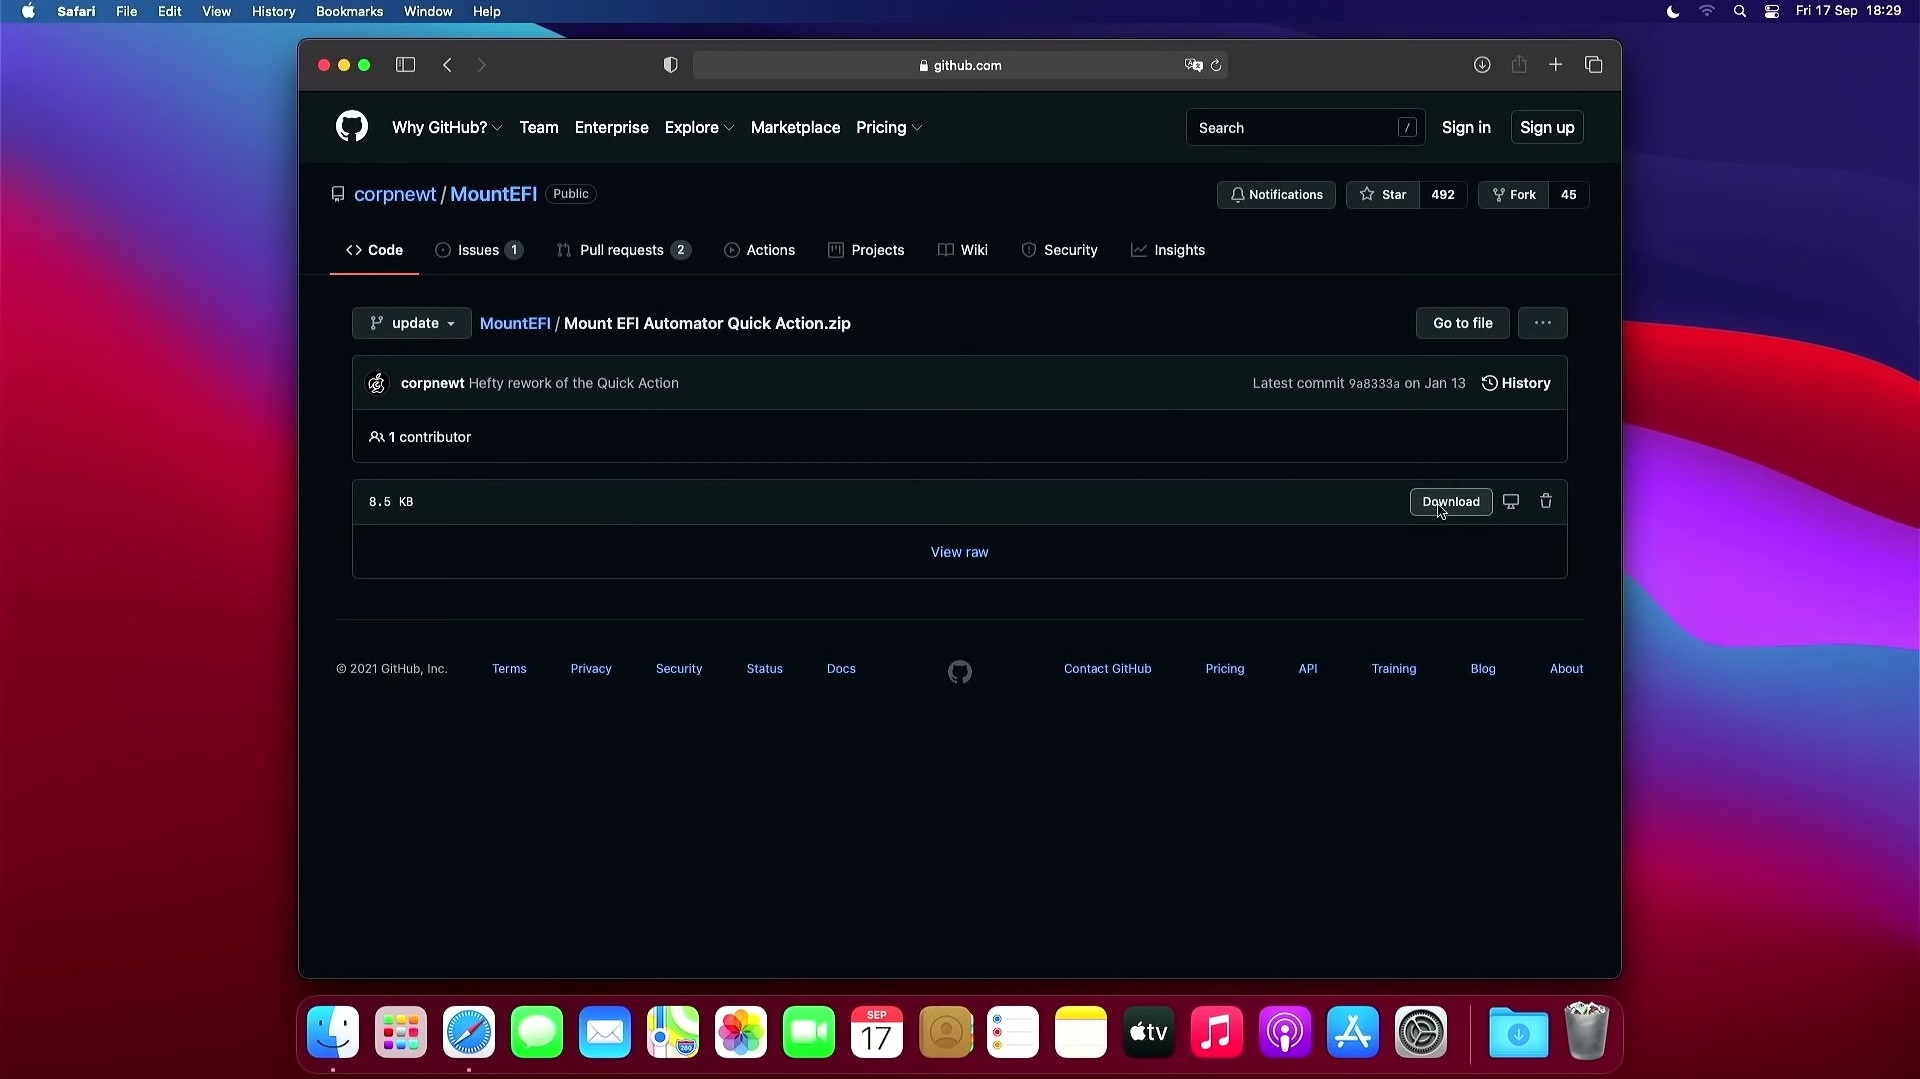 Safari File Edit View History Bookmarks Window Help Fri 17 Sep 18:29
github.com
Why GitHub? Team Enterprise Explore Marketplace Pricing Search / Sign in Sign up
corpnewt / MountEFI Public Notifications Star 492 Fork 45
<> Code Issues 1 Pull requests 2 Actions Projects Wiki Security Insights
update MountEFI / Mount EFI Automator Quick Action.zip Go to file ...
corpnewt Hefty rework of the Quick Action Latest commit 9a8333a on Jan 13 History
1 contributor
8.5 KB Download
View raw
© 2021 GitHub, Inc. Terms Privacy Security Status Docs Contact GitHub Pricing API Training Blog About
SEP
17
280
tv